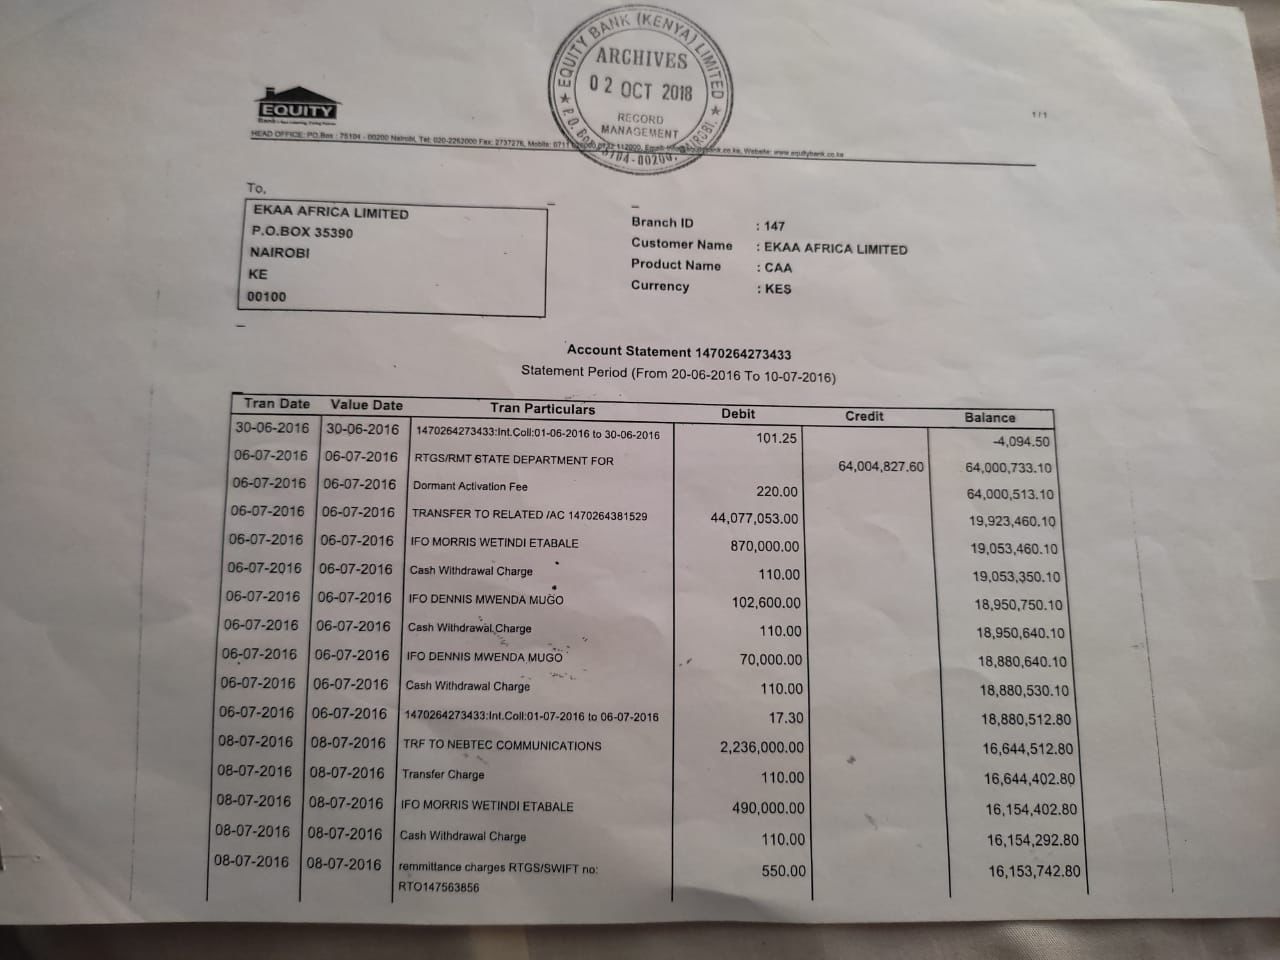 EQUITY BANK (KENYA) LIMITED
ARCHIVES
02 OCT 2018
RECORD
MANAGEMENT
EQUITY
1/1
HEAD OFFICE: PO.Box : 75104 - 00200 Nairobi, Tel: 020-2262000 Fax: 2737276, Mobile: Website: www.equitybank.co.ke
To,
EKAA AFRICA LIMITED
P.O.BOX 35390
NAIROBI
KE
00100
Branch ID : 147
Customer Name : EKAA AFRICA LIMITED
Product Name : CAA
Currency : KES
Account Statement 1470264273433
Statement Period (From 20-06-2016 To 10-07-2016)
Tran Date Value Date Tran Particulars Debit Credit Balance
30-06-2016 30-06-2016 1470264273433:Int.Coll:01-06-2016 to 30-06-2016 101.25 -4,094.50
06-07-2016 06-07-2016 RTGS/RMT STATE DEPARTMENT FOR 64,004,827.60 64,000,733.10
06-07-2016 06-07-2016 Dormant Activation Fee 220.00 64,000,513.10
06-07-2016 06-07-2016 TRANSFER TO RELATED /AC 1470264381529 44,077,053.00 19,923,460.10
06-07-2016 06-07-2016 IFO MORRIS WETINDI ETABALE 870,000.00 19,053,460.10
06-07-2016 06-07-2016 Cash Withdrawal Charge 110.00 19,053,350.10
06-07-2016 06-07-2016 IFO DENNIS MWENDA MUGO 102,600.00 18,950,750.10
06-07-2016 06-07-2016 Cash Withdrawal Charge 110.00 18,950,640.10
06-07-2016 06-07-2016 IFO DENNIS MWENDA MUGO 70,000.00 18,880,640.10
06-07-2016 06-07-2016 Cash Withdrawal Charge 110.00 18,880,530.10
06-07-2016 06-07-2016 1470264273433:Int.Coll:01-07-2016 to 06-07-2016 17.30 18,880,512.80
08-07-2016 08-07-2016 TRF TO NEBTEC COMMUNICATIONS 2,236,000.00 16,644,512.80
08-07-2016 08-07-2016 Transfer Charge 110.00 16,644,402.80
08-07-2016 08-07-2016 IFO MORRIS WETINDI ETABALE 490,000.00 16,154,402.80
08-07-2016 08-07-2016 Cash Withdrawal Charge 110.00 16,154,292.80
08-07-2016 08-07-2016 remmittance charges RTGS/SWIFT no: 550.00 16,153,742.80
RTO147563856